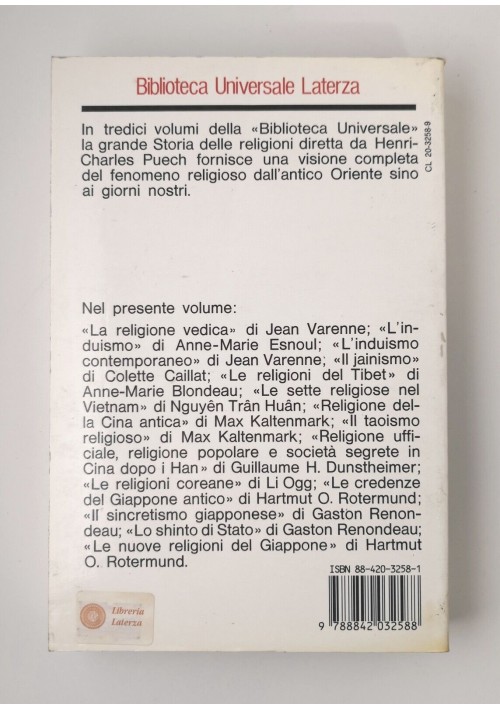 Biblioteca Universale Laterza
In tredici volumi della «Biblioteca Universale»
la grande Storia delle religioni diretta da Henri-
Charles Puech fornisce una visione completa
del fenomeno religioso dall'antico Oriente sino
ai giorni nostri.
CL 20-3258-9
Nel presente volume:
«La religione vedica» di Jean Varenne; «L'in-
duismo» di Anne-Marie Esnoul; «L'induismo
contemporaneo» di Jean Varenne; «Il jainismo»
di Colette Caillat; «Le religioni del Tibet» di
Anne-Marie Blondeau; «Le sette religiose nel
Vietnam» di Nguyên Trân Huân; «Religione del-
la Cina antica» di Max Kaltenmark; «Il taoismo
religioso» di Max Kaltenmark; «Religione uffi-
ciale, religione popolare e società segrete in
Cina dopo i Han» di Guillaume H. Dunstheimer;
«Le religioni coreane» di Li Ogg; «Le credenze
del Giappone antico» di Hartmut O. Rotermund;
«Il sincretismo giapponese» di Gaston Renon-
deau; «Lo shinto di Stato» di Gaston Renondeau;
«Le nuove religioni del Giappone» di Hartmut
O. Rotermund.
ISBN 88-420-3258-1
9 788842 032588
Libreria
Laterza